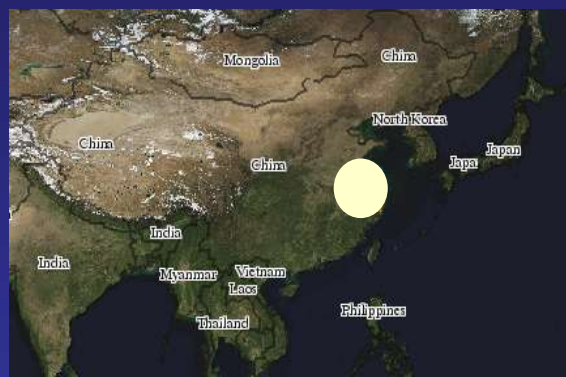 Mongolia
China
North Korea
China
Japan
China
Japa
India
India
Myanmar
Vietnam
Laos
Philippines
Thailand